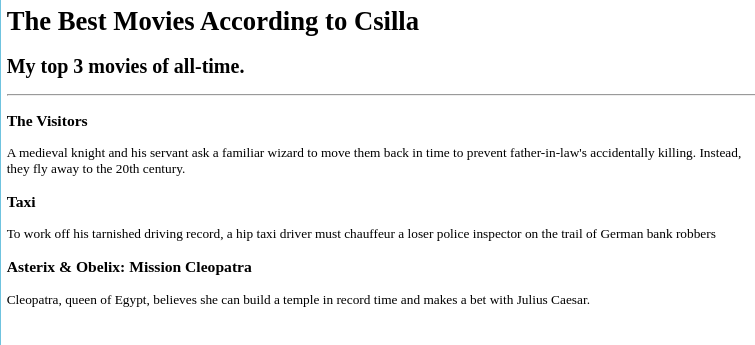 The Best Movies According to Csilla
My top 3 movies of all-time.
The Visitors
A medieval knight and his servant ask a familiar wizard to move them back in time to prevent father-in-law's accidentally killing. Instead,
they fly away to the 20th century.
Taxi
To work off his tarnished driving record, a hip taxi driver must chauffeur a loser police inspector on the trail of German bank robbers
Asterix & Obelix: Mission Cleopatra
Cleopatra, queen of Egypt, believes she can build a temple in record time and makes a bet with Julius Caesar.